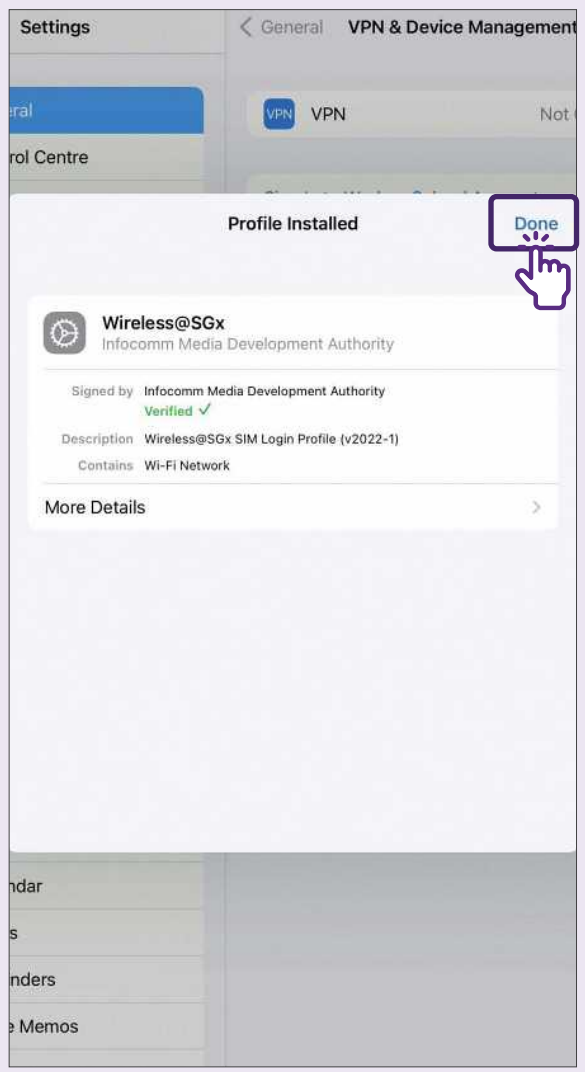 Settings
General VPN & Device Management
VPN VPN Not
rol Centre
Profile Installed Done
Wireless@SGx
Infocomm Media Development Authority
Signed by Infocomm Media Development Authority
Verified ✓
Description Wireless@SGx SIM Login Profile (v2022-1)
Contains Wi-Fi Network
More Details
ndar
s
nders
e Memos